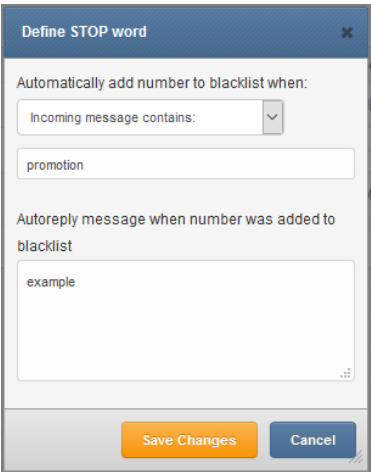 Define STOP word
Automatically add number to blacklist when:
Incoming message contains:
promotion
Autoreply message when number was added to
blacklist
example
Save Changes
Cancel